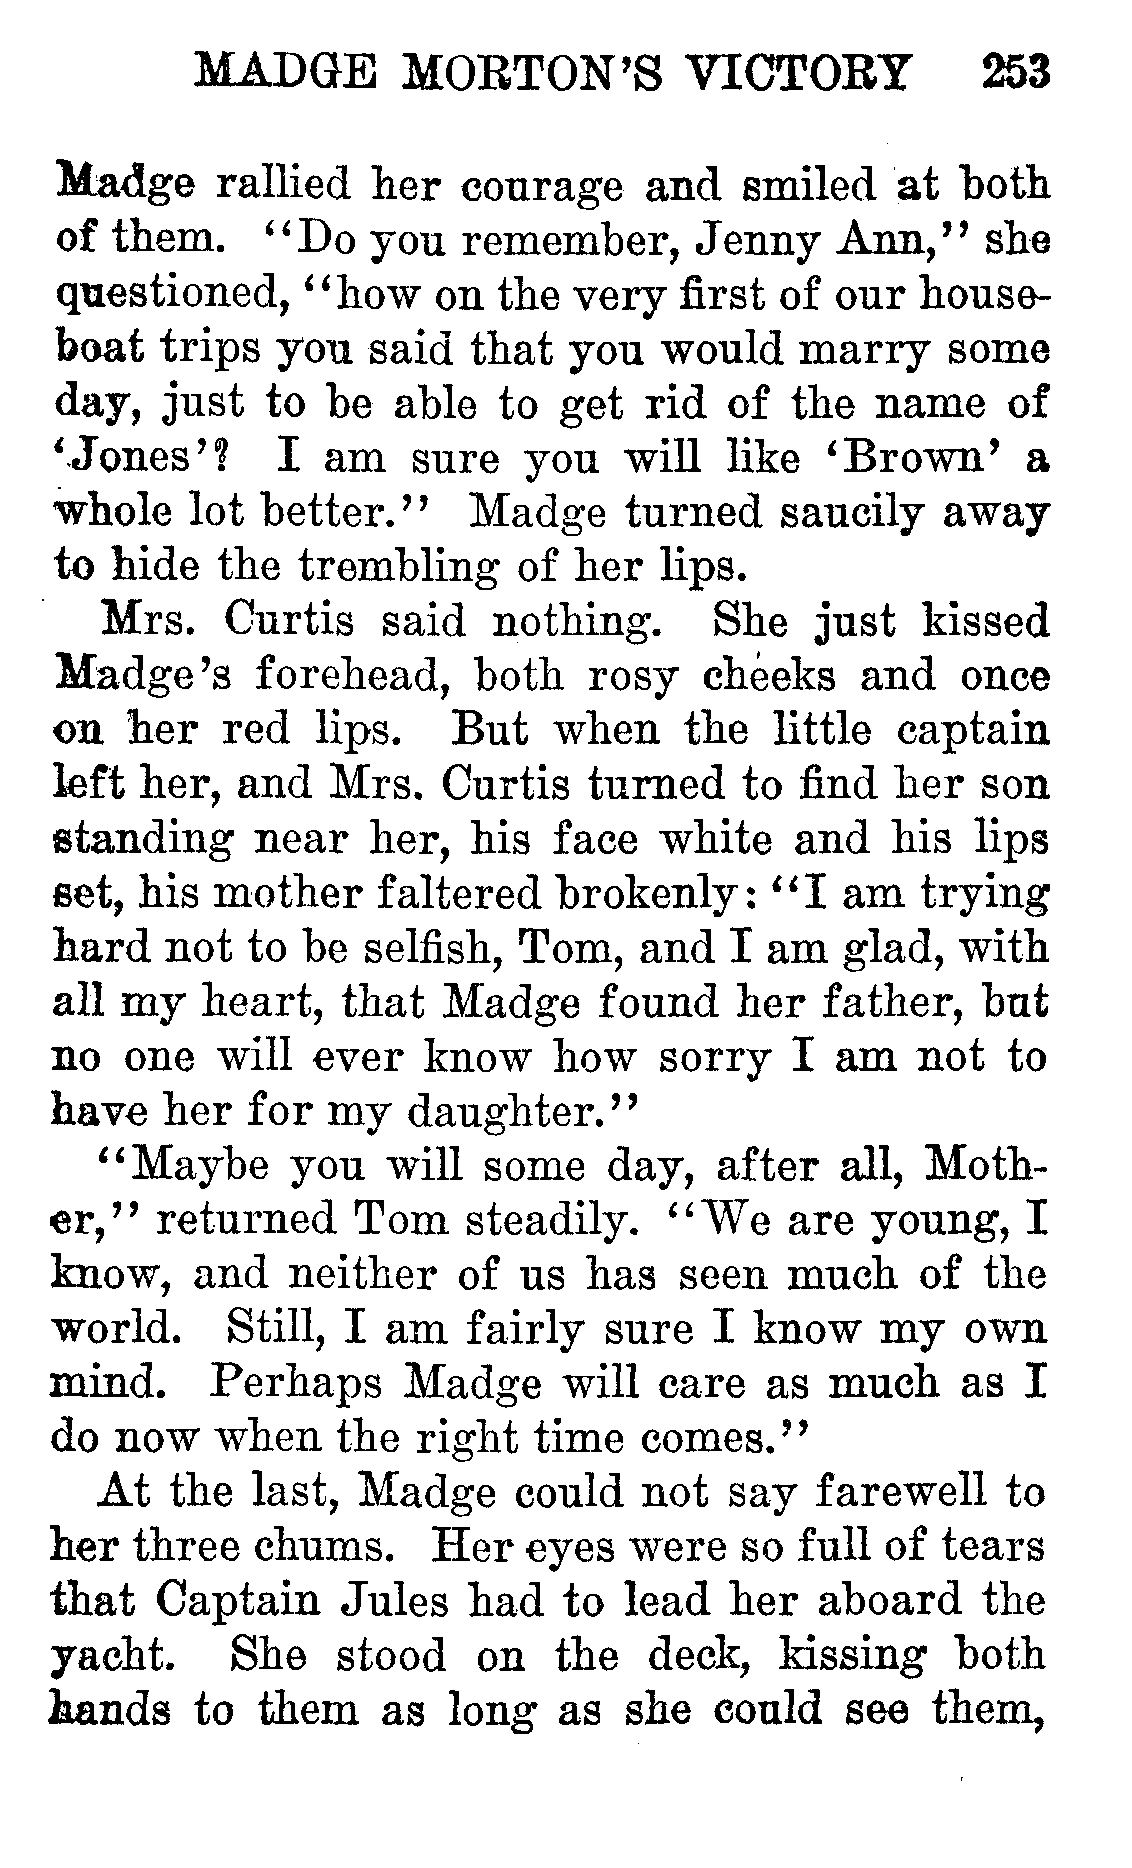 MADGE MORTON'S VICTORY 253
Madge rallied her courage and smiled at both
of them. "Do you remember, Jenny Ann," she
questioned, "how on the very first of our house-
boat trips you said that you would marry some
day, just to be able to get rid of the name of
'Jones'? I am sure you will like 'Brown' a
whole lot better." Madge turned saucily away
to hide the trembling of her lips.
Mrs. Curtis said nothing. She just kissed
Madge's forehead, both rosy cheeks and once
on her red lips. But when the little captain
left her, and Mrs. Curtis turned to find her son
standing near her, his face white and his lips
set, his mother faltered brokenly: "I am trying
hard not to be selfish, Tom, and I am glad, with
all my heart, that Madge found her father, but
no one will ever know how sorry I am not to
have her for my daughter."
"Maybe you will some day, after all, Moth-
er," returned Tom steadily. "We are young, I
know, and neither of us has seen much of the
world. Still, I am fairly sure I know my own
mind. Perhaps Madge will care as much as I
do now when the right time comes."
At the last, Madge could not say farewell to
her three chums. Her eyes were so full of tears
that Captain Jules had to lead her aboard the
yacht. She stood on the deck, kissing both
hands to them as long as she could see them,